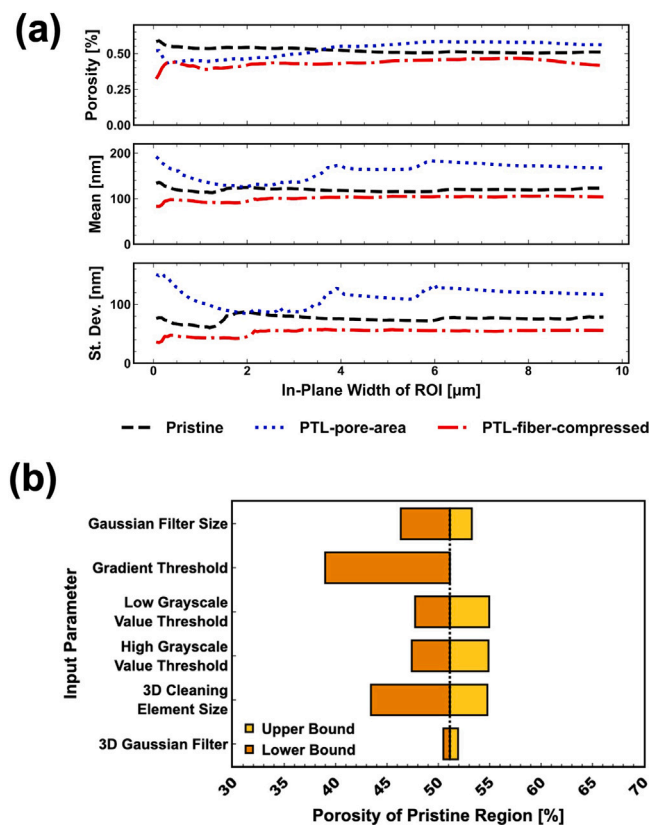 (a)
Porosity [%]
0.50
0.25
0.00
Mean [nm]
200
100
0
St. Dev. [nm]
100
0
0 2 4 6 8 10
In-Plane Width of ROI [µm]
Pristine PTL-pore-area PTL-fiber-compressed
(b)
Input Parameter
Gaussian Filter Size
Gradient Threshold
Low Grayscale
Value Threshold
High Grayscale
Value Threshold
3D Cleaning
Element Size
3D Gaussian Filter
Upper Bound
Lower Bound
30 35 40 45 50 55 60 65 70
Porosity of Pristine Region [%]